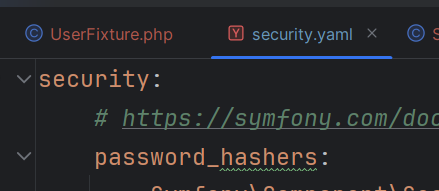 UserFixture.php security.yaml
security:
# https://symfony.com/doc
password_hashers: